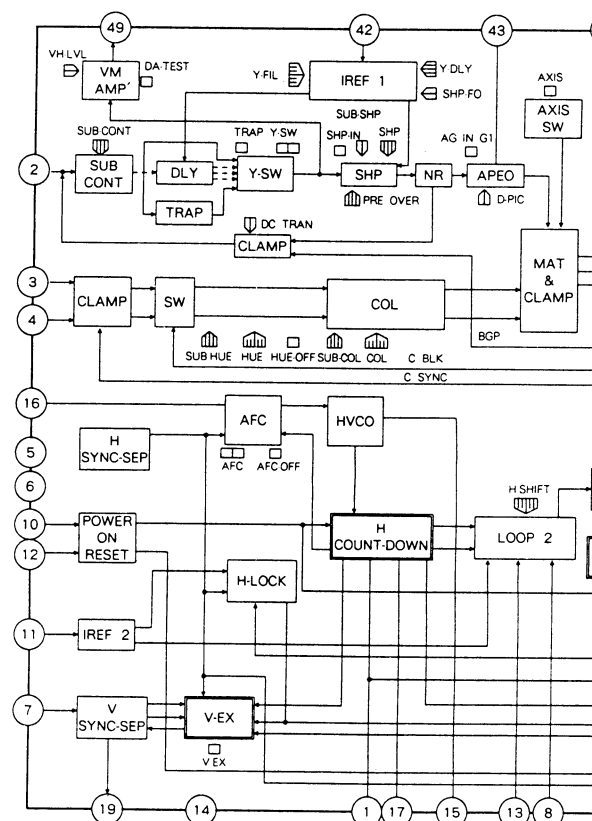 49
42
43
VH·LVL
VM
AMP'
DA·TEST
Y·FIL
IREF 1
Y·DLY
SHP·FO
AXIS
AXIS
SW
SUB·CONT
TRAP Y·SW
SUB·SHP
SHP·IN
SHP
AG IN G1
2
SUB
CONT
DLY
Y·SW
SHP
NR
APEO
TRAP
PRE OVER
D·PIC
DC TRAN
CLAMP
MAT
&
CLAMP
3
4
CLAMP
SW
COL
BGP
SUB HUE
HUE
HUE·OFF
SUB·COL
COL
C BLK
C SYNC
16
AFC
HVCO
5
H
SYNC·SEP
AFC
AFC OFF
6
H SHIFT
10
POWER
ON
RESET
H
COUNT·DOWN
LOOP 2
12
H·LOCK
11
IREF 2
7
V
SYNC·SEP
V·EX
V EX
19
14
1
17
15
13
8